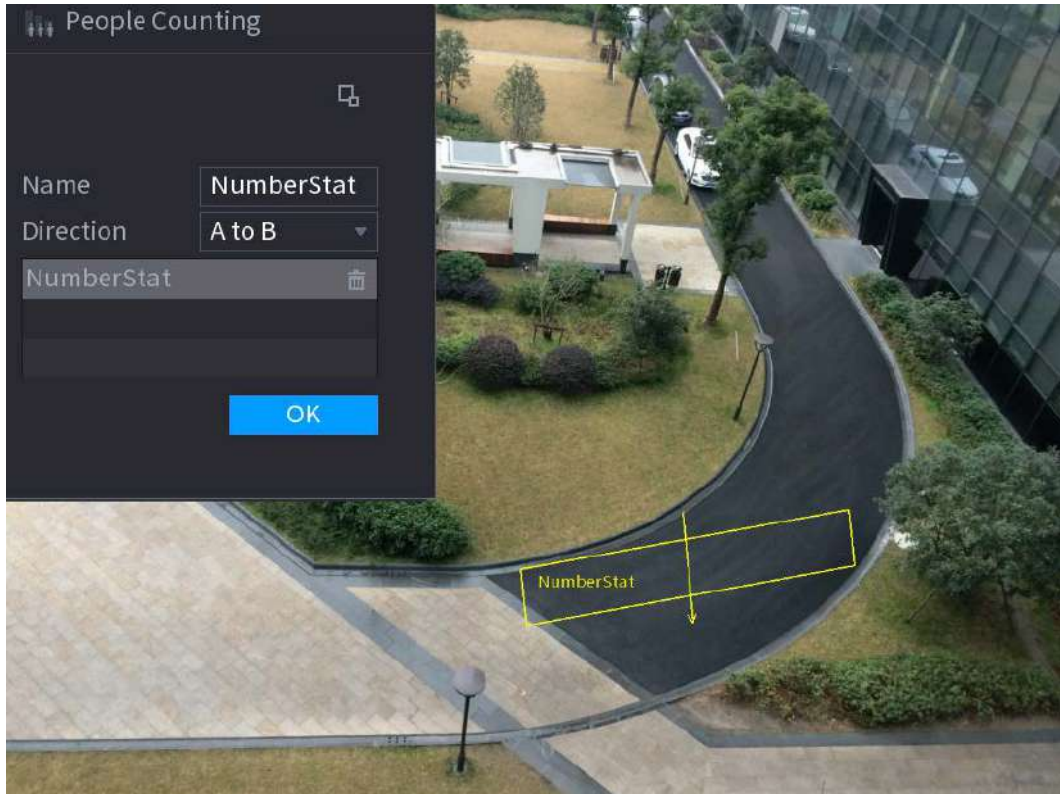 People Counting
Name NumberStat
Direction A to B
NumberStat
OK
NumberStat